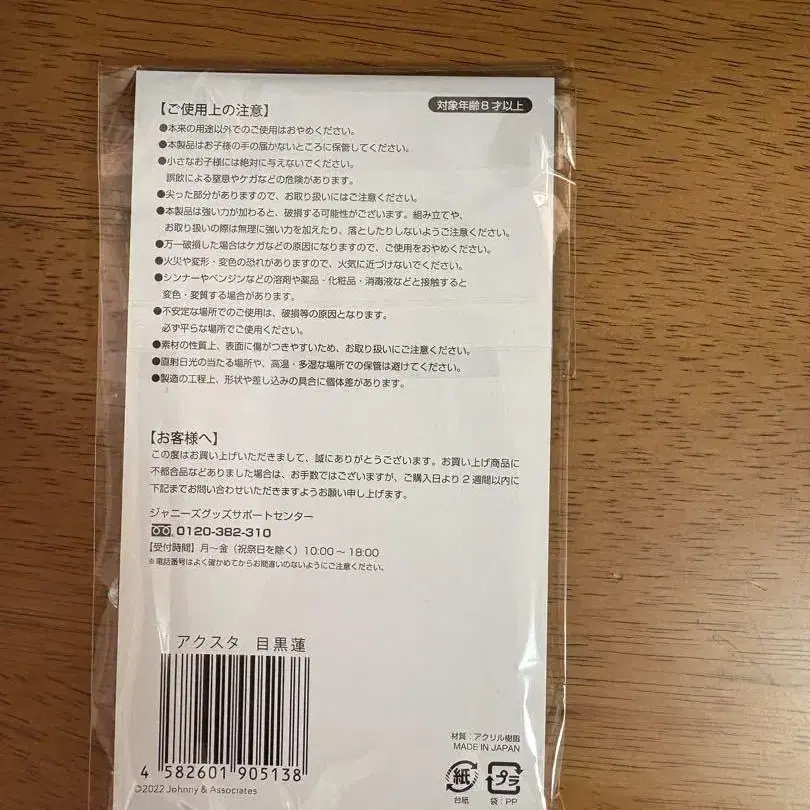 【ご使用上の注意】
対象年齢8才以上
●本来の用途以外でのご使用はおやめください。
●本製品はお子様の手の届かないところに保管してください。
●小さなお子様には絶対に与えないでください。
誤飲による窒息やケガなどの危険があります。
●尖った部分がありますので、お取り扱いにはご注意ください。
●本製品は強い力が加わると、破損する可能性がございます。組み立てや、
お取り扱いの際は無理に強い力を加えたり、落としたりしないようご注意ください。
●万一破損した場合はケガなどの原因になりますので、ご使用をおやめください。
●火災や変形・変色の恐れがありますので、火気に近づけないでください。
●シンナーやベンジンなどの溶剤や薬品・化粧品・消毒液などと接触すると
変色・変質する場合があります。
●不安定な場所でのご使用は、破損等の原因となります。
必ず平らな場所でご使用ください。
●素材の性質上、表面に傷がつきやすいため、お取り扱いにご注意ください。
●直射日光の当たる場所や、高温・多湿な場所での保管は避けてください。
●製造の工程上、形状や差し込みの具合に個体差があります。
【お客様へ】
この度はお買い上げいただきまして、誠にありがとうございます。お買い上げ商品に
不都合品などありました場合は、お手数ではございますが、ご購入日より2週間以内に
下記までお問い合わせいただきますようお願い申し上げます。
ジャニーズグッズサポートセンター
0120-382-310
【受付時間】月〜金（祝祭日を除く）10:00〜18:00
※電話番号はよく確かめてからお間違いのないようにご注意ください。
アクスタ 目黒蓮
4 582601 905138
©2022 Johnny & Associates
材質：アクリル樹脂
MADE IN JAPAN
紙 プラ
台紙 袋：PP